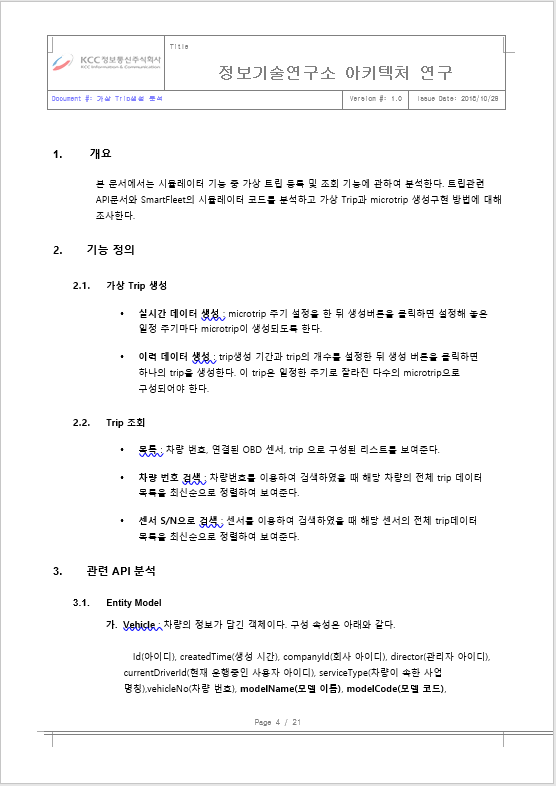 KCC정보통신주식회사
KCC Information & Communication
Title
정보기술연구소 아키텍처 연구
Document #: 가상 Trip생성 분석
Version #: 1.0
Issue Date: 2018/10/29
1. 개요
본 문서에서는 시뮬레이터 기능 중 가상 트립 등록 및 조회 기능에 관하여 분석한다. 트립관련
API문서와 SmartFleet의 시뮬레이터 코드를 분석하고 가상 Trip과 microtrip 생성구현 방법에 대해
조사한다.
2. 기능 정의
2.1. 가상 Trip 생성
• 실시간 데이터 생성 : microtrip 주기 설정을 한 뒤 생성버튼을 클릭하면 설정해 놓은
일정 주기마다 microtrip이 생성되도록 한다.
• 이력 데이터 생성 : trip생성 기간과 trip의 개수를 설정한 뒤 생성 버튼을 클릭하면
하나의 trip을 생성한다. 이 trip은 일정한 주기로 잘라진 다수의 microtrip으로
구성되어야 한다.
2.2. Trip 조회
• 목록 : 차량 번호, 연결된 OBD 센서, trip 으로 구성된 리스트를 보여준다.
• 차량 번호 검색 : 차량번호를 이용하여 검색하였을 때 해당 차량의 전체 trip 데이터
목록을 최신순으로 정렬하여 보여준다.
• 센서 S/N으로 검색 : 센서를 이용하여 검색하였을 때 해당 센서의 전체 trip데이터
목록을 최신순으로 정렬하여 보여준다.
3. 관련 API 분석
3.1. Entity Model
가. Vehicle : 차량의 정보가 담긴 객체이다. 구성 속성은 아래와 같다.
Id(아이디), createdTime(생성 시간), companyId(회사 아이디), director(관리자 아이디),
currentDriverId(현재 운행중인 사용자 아이디), serviceType(차량이 속한 사업
명칭),vehicleNo(차량 번호), modelName(모델 이름), modelCode(모델 코드),
Page 4 / 21